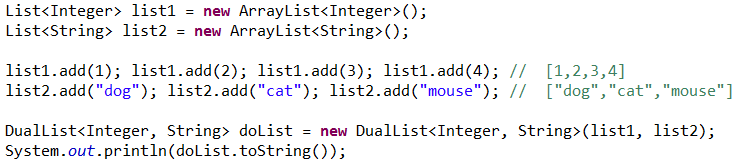 List<Integer> list1 = new ArrayList<Integer>();
List<String> list2 = new ArrayList<String>();
list1.add(1); list1.add(2); list1.add(3); list1.add(4); //  [1,2,3,4]
list2.add("dog"); list2.add("cat"); list2.add("mouse"); //  ["dog","cat","mouse"]
DualList<Integer, String> doList = new DualList<Integer, String>(list1, list2);
System.out.println(doList.toString());